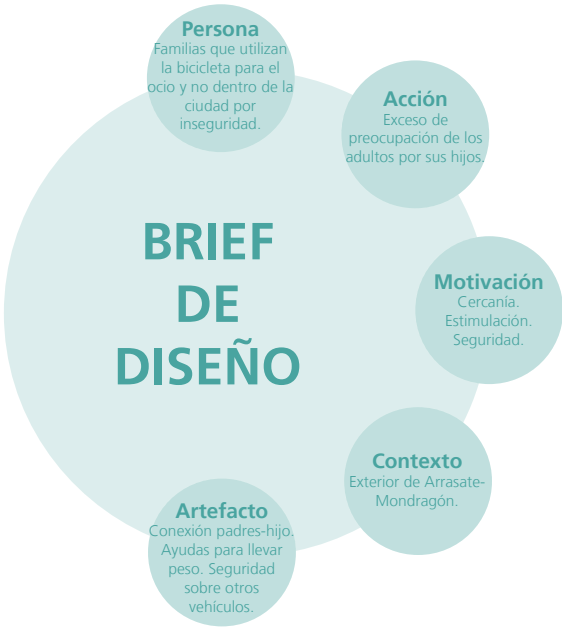 Persona
Familias que utilizan
la bicicleta para el
ocio y no dentro de la
ciudad por
inseguridad.
Acción
Exceso de
preocupación de los
adultos por sus hijos.
BRIEF
DE
DISEÑO
Motivación
Cercanía.
Estimulación.
Seguridad.
Contexto
Exterior de Arrasate-
Mondragón.
Artefacto
Conexión padres-hijo.
Ayudas para llevar
peso. Seguridad
sobre otros
vehículos.